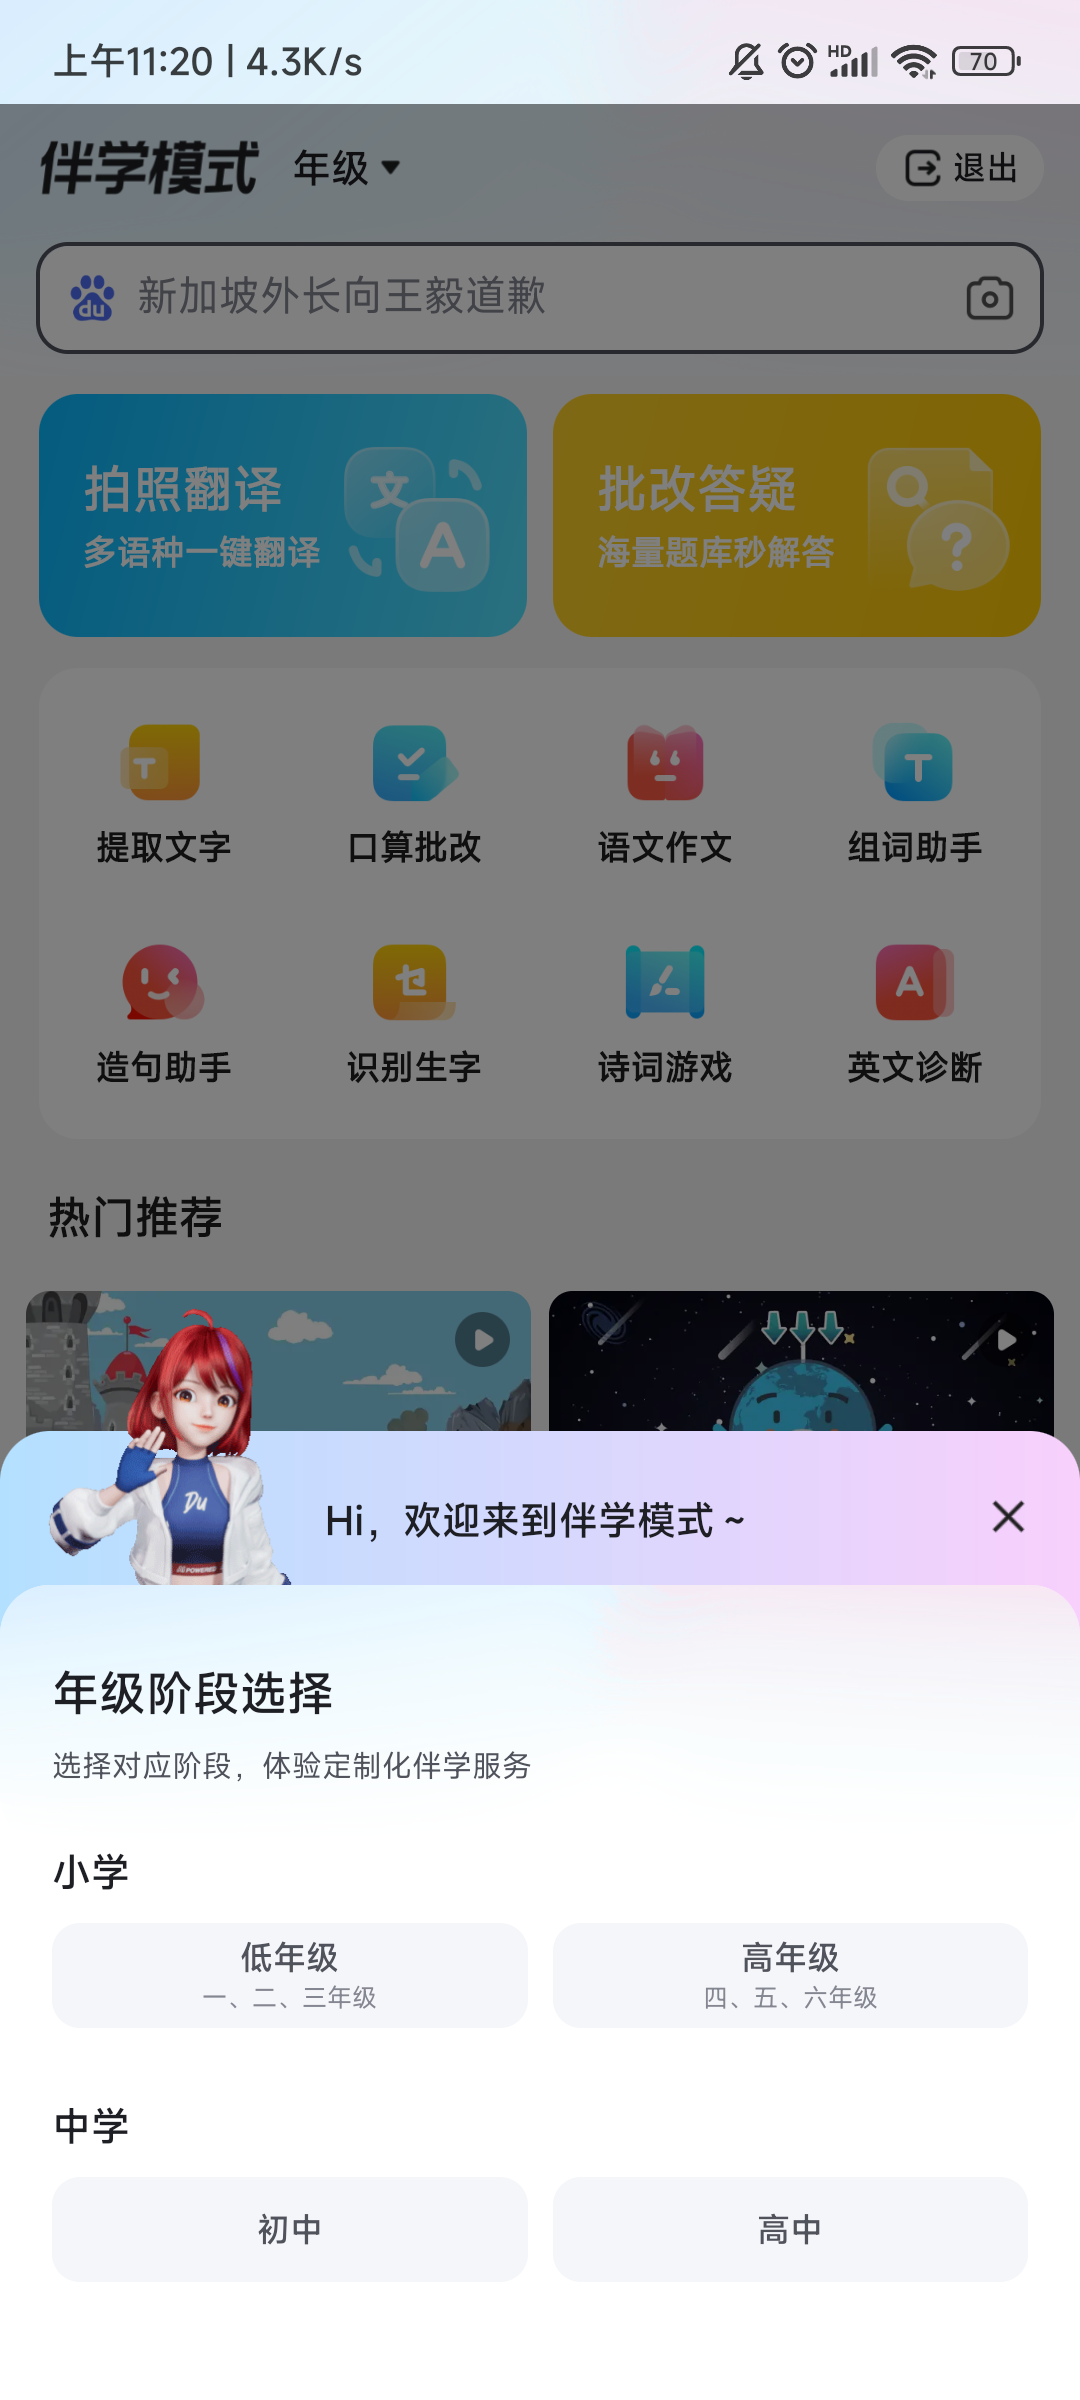 上午11:20 | 4.3K/s
HD
70
伴学模式
年级
退出
du
新加坡外长向王毅道歉
拍照翻译
多语种一键翻译
文
A
批改答疑
海量题库秒解答
?
T
T
提取文字
口算批改
语文作文
组词助手
A
造句助手
识别生字
诗词游戏
英文诊断
热门推荐
Du
POWERED
Hi，欢迎来到伴学模式 ~
年级阶段选择
选择对应阶段，体验定制化伴学服务
小学
低年级
高年级
一、二、三年级
四、五、六年级
中学
初中
高中